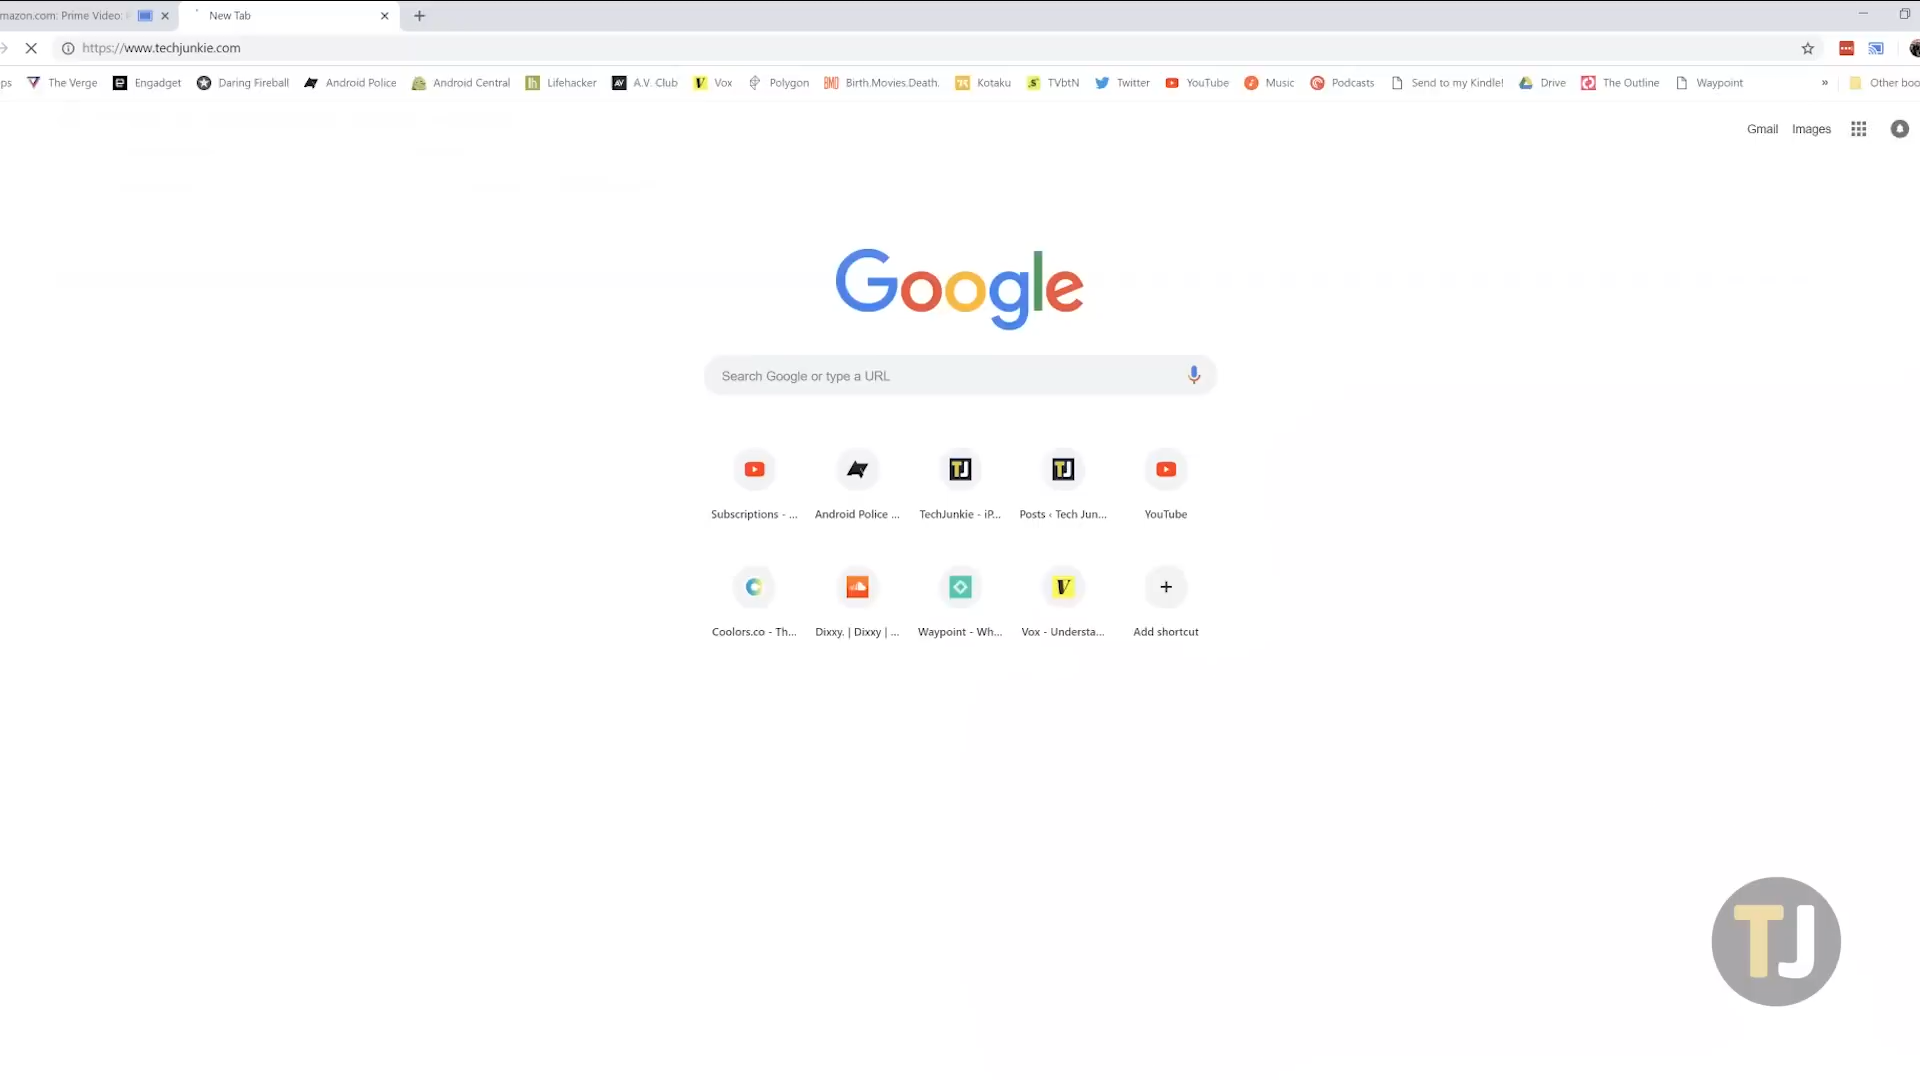 mazon.com: Prime Video:
New Tab
https://www.techjunkie.com
ps The Verge Engadget Daring Fireball Android Police Android Central Lifehacker A.V. Club Vox Polygon Birth.Movies.Death. Kotaku TVbtN Twitter YouTube Music Podcasts Send to my Kindle! Drive The Outline Waypoint » Other boo
Gmail Images
Google
Search Google or type a URL
Subscriptions - ... Android Police ... TechJunkie - iP... Posts ‹ Tech Jun... YouTube
Coolors.co - Th... Dixxy. | Dixxy | ... Waypoint - Wh... Vox - Understa... Add shortcut
TJ